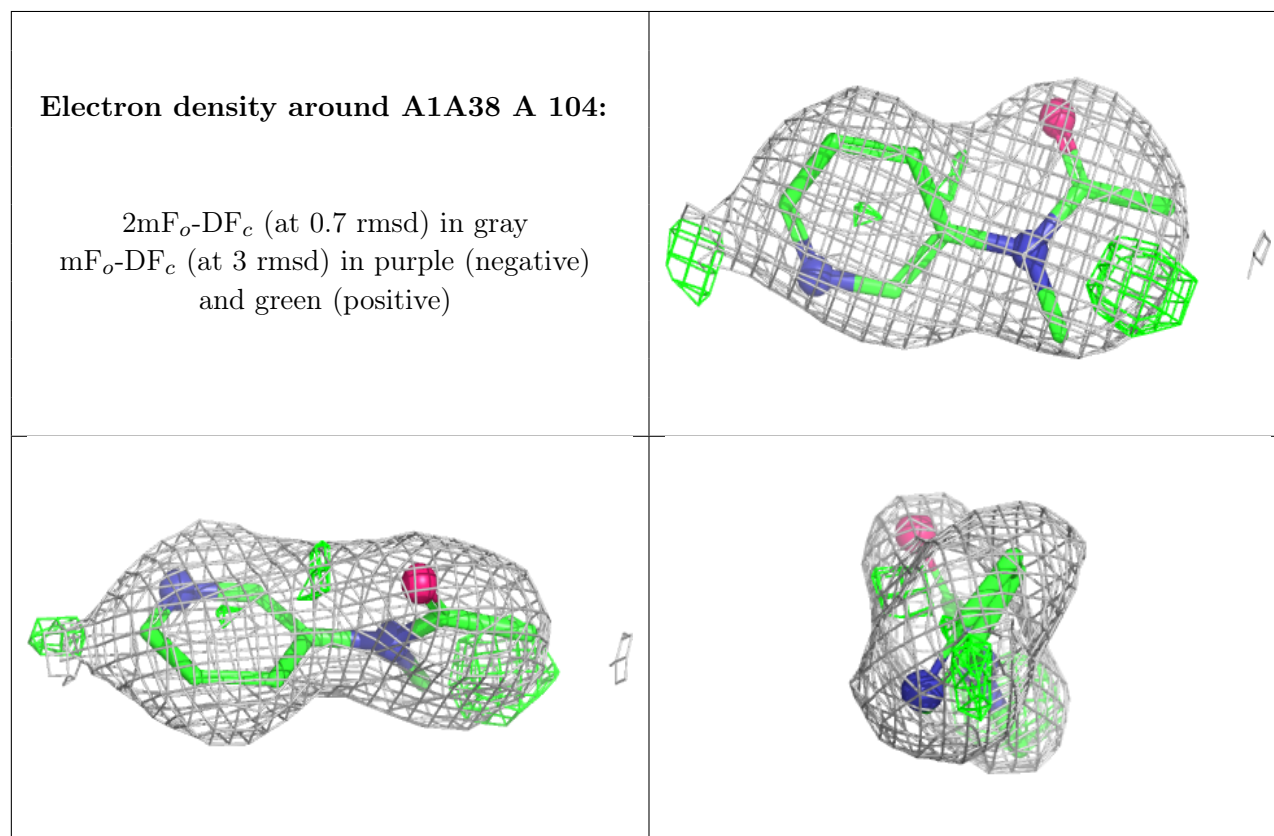 Electron density around A1A38 A 104:
2mFo-DFc (at 0.7 rmsd) in gray
mFo-DFc (at 3 rmsd) in purple (negative)
and green (positive)